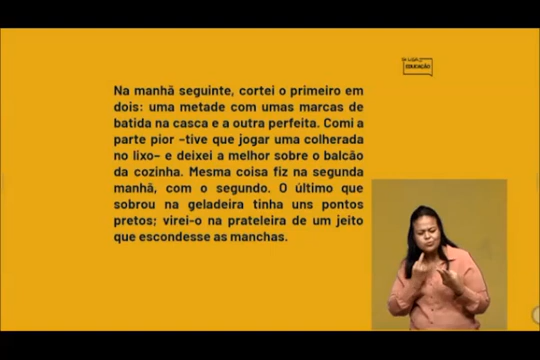 EDUCAÇÃO
Na manhã seguinte, cortei o primeiro em
dois: uma metade com umas marcas de
batida na casca e a outra perfeita. Comi a
parte pior –tive que jogar uma colherada
no lixo– e deixei a melhor sobre o balcão
da cozinha. Mesma coisa fiz na segunda
manhã, com o segundo. O último que
sobrou na geladeira tinha uns pontos
pretos; virei-o na prateleira de um jeito
que escondesse as manchas.